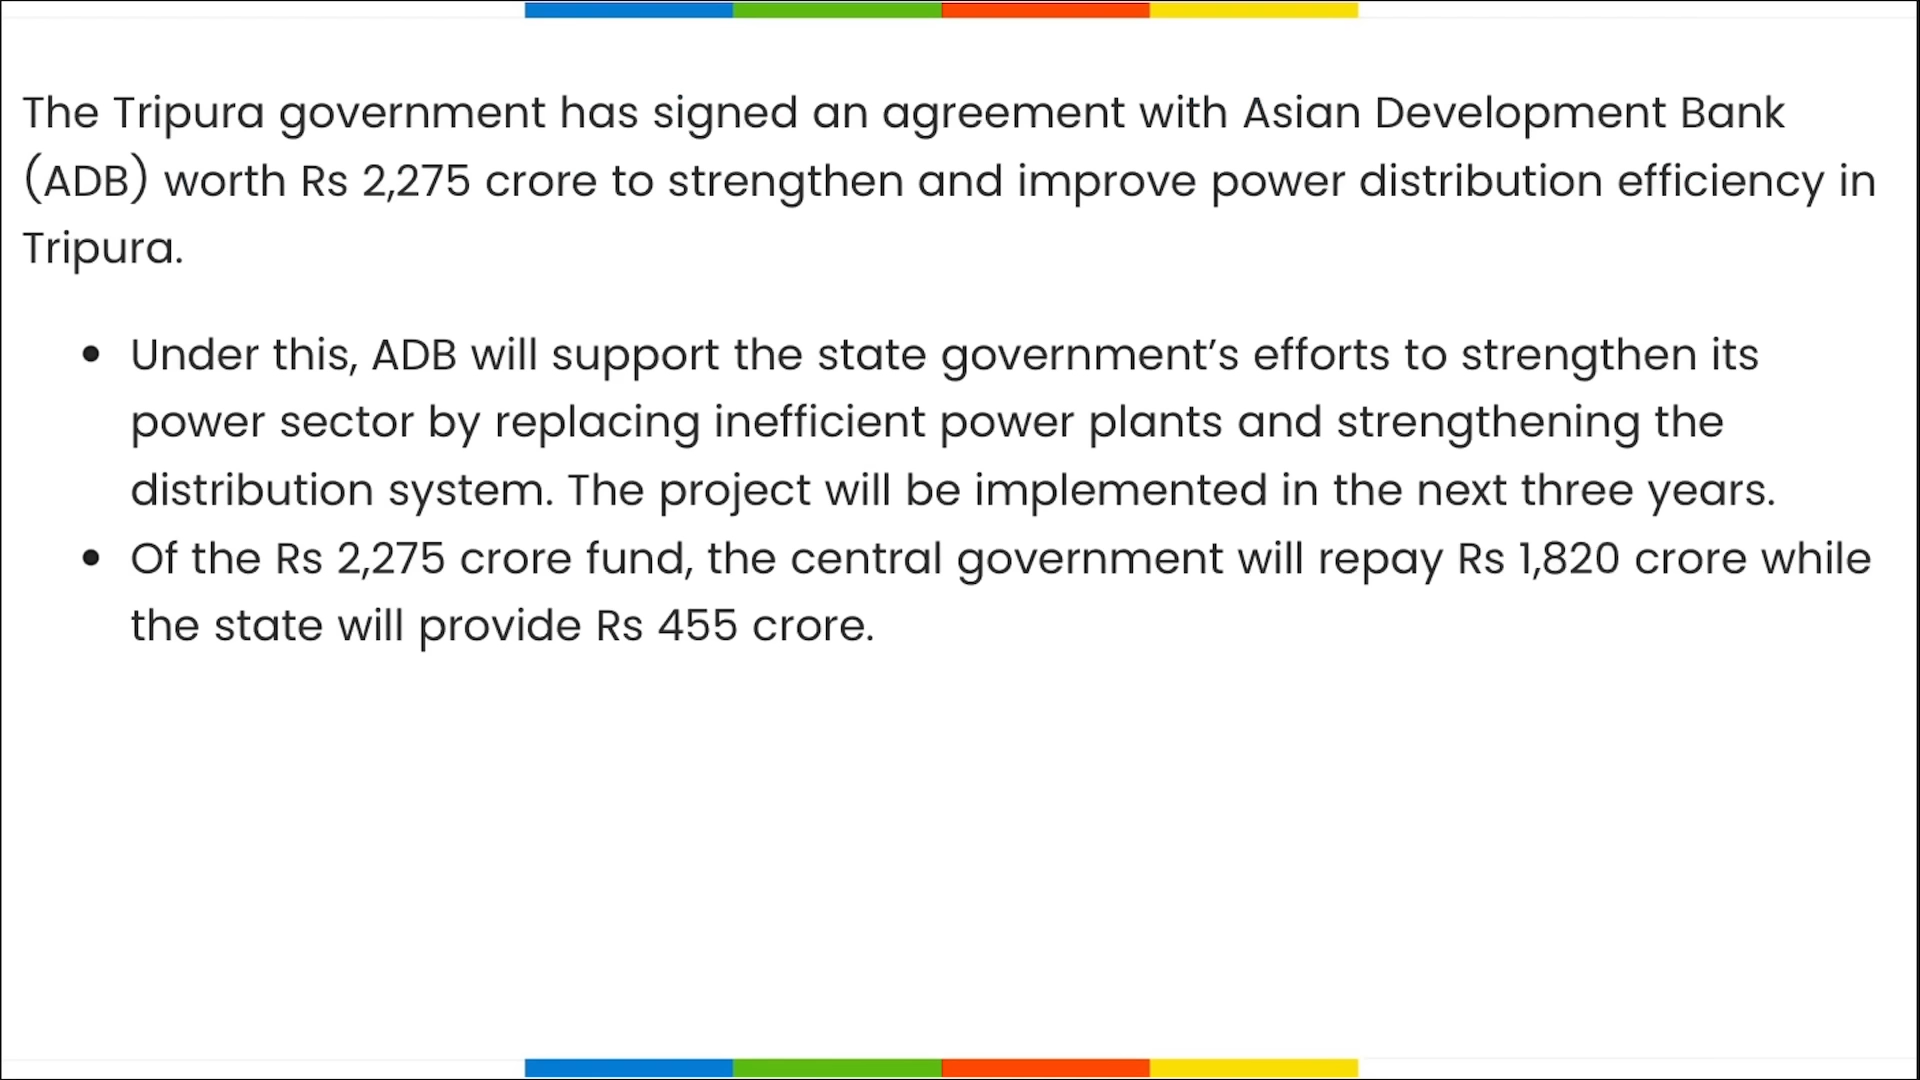 The Tripura government has signed an agreement with Asian Development Bank
(ADB) worth Rs 2,275 crore to strengthen and improve power distribution efficiency in
Tripura.
• Under this, ADB will support the state government’s efforts to strengthen its
power sector by replacing inefficient power plants and strengthening the
distribution system. The project will be implemented in the next three years.
• Of the Rs 2,275 crore fund, the central government will repay Rs 1,820 crore while
the state will provide Rs 455 crore.